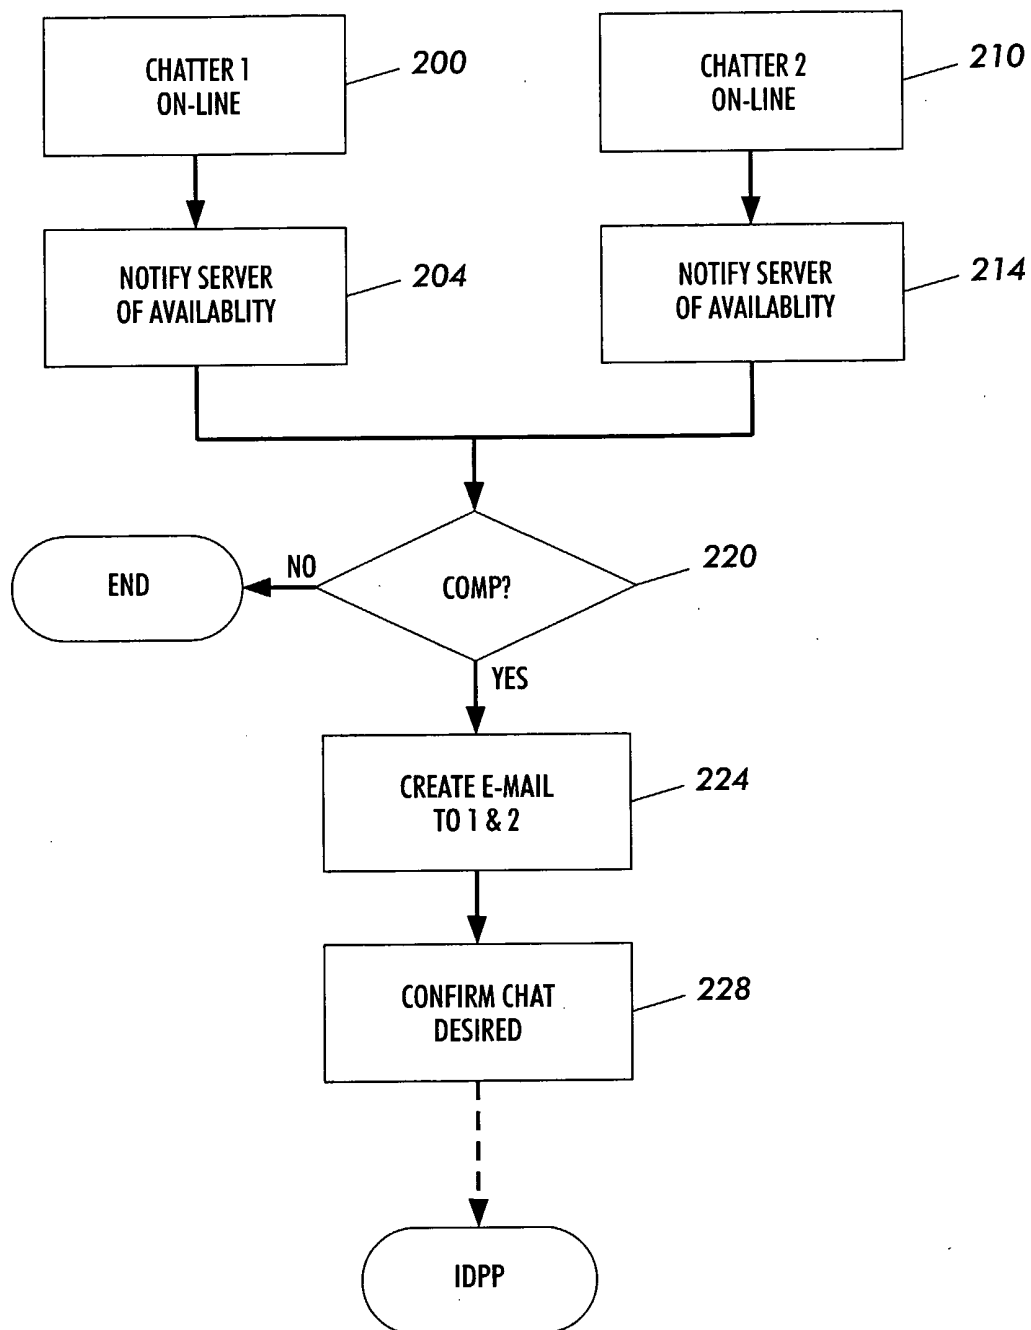 CHATTER 1
ON-LINE
200
CHATTER 2
ON-LINE
210
NOTIFY SERVER
OF AVAILABLITY
204
NOTIFY SERVER
OF AVAILABLITY
214
END
NO
COMP?
220
YES
CREATE E-MAIL
TO 1 & 2
224
CONFIRM CHAT
DESIRED
228
IDPP